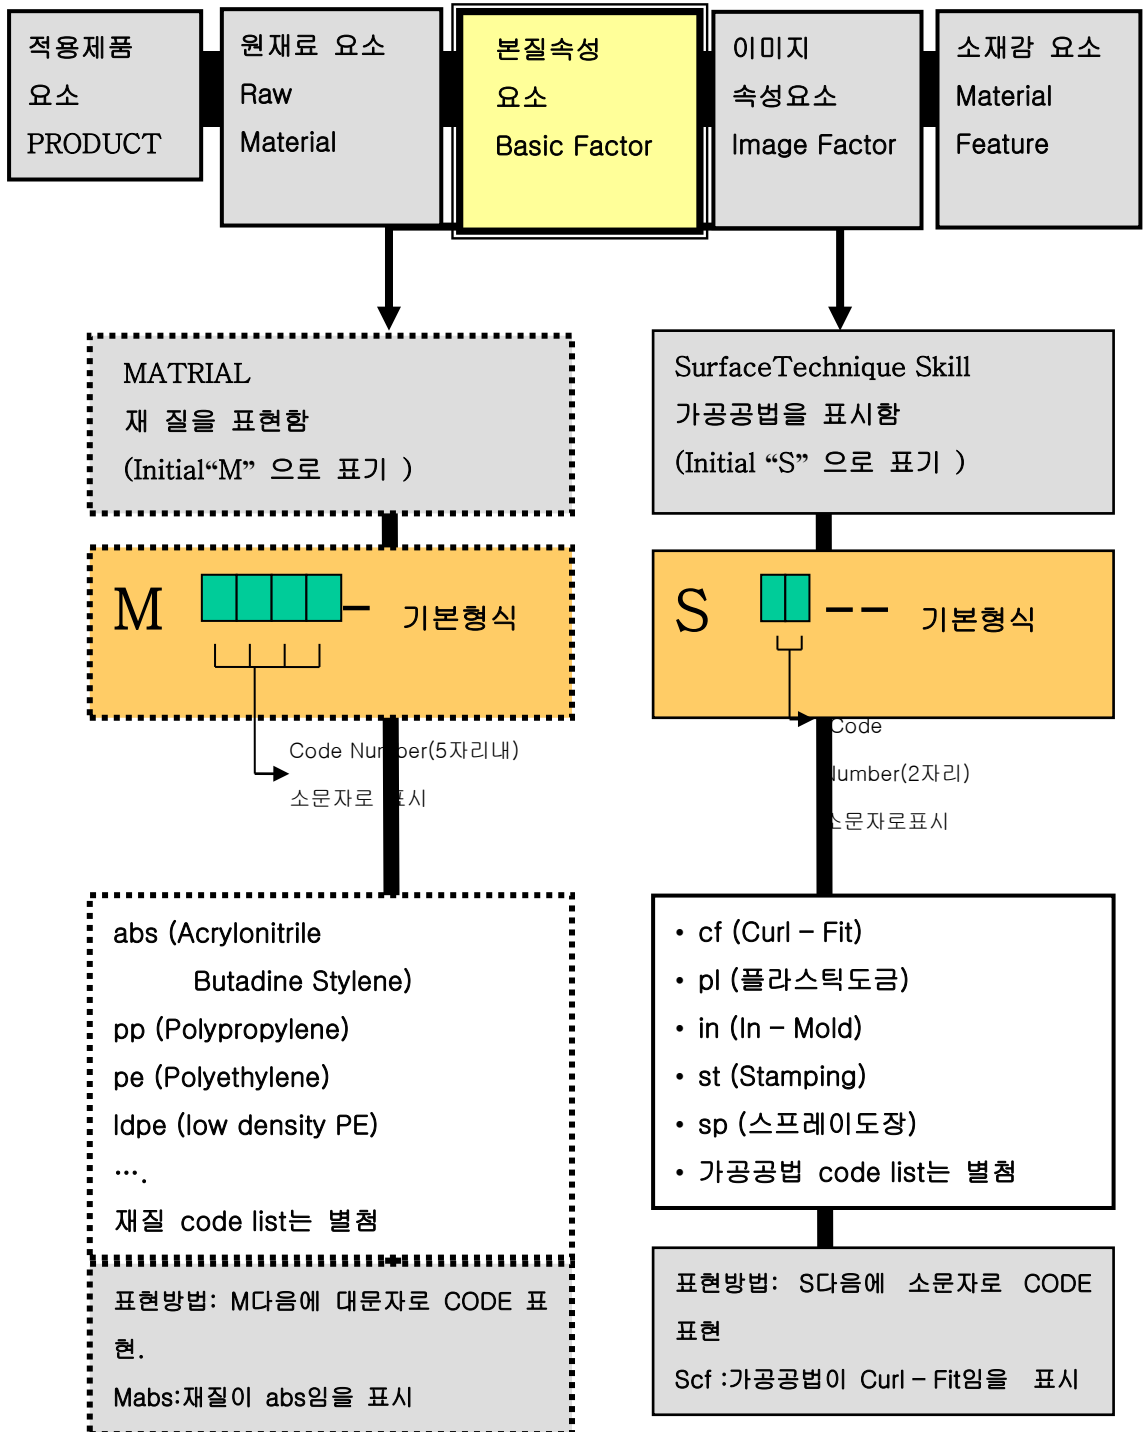 적용제품
요소
PRODUCT
원재료 요소
Raw
Material
본질속성
요소
Basic Factor
이미지
속성요소
Image Factor
소재감 요소
Material
Feature
MATRIAL
재 질을 표현함
(Initial“M” 으로 표기 )
M
기본형식
Code Number(5자리내)
소문자로 표시
abs (Acrylonitrile
Butadine Stylene)
pp (Polypropylene)
pe (Polyethylene)
ldpe (low density PE)
….
재질 code list는 별첨
표현방법: M다음에 대문자로 CODE 표
현.
Mabs:재질이 abs임을 표시
SurfaceTechnique Skill
가공공법을 표시함
(Initial “S” 으로 표기 )
S
기본형식
Code
Number(2자리)
소문자로표시
• cf (Curl – Fit)
• pl (플라스틱도금)
• in (In – Mold)
• st (Stamping)
• sp (스프레이도장)
• 가공공법 code list는 별첨
표현방법: S다음에 소문자로 CODE
표현
Scf :가공공법이 Curl – Fit임을 표시